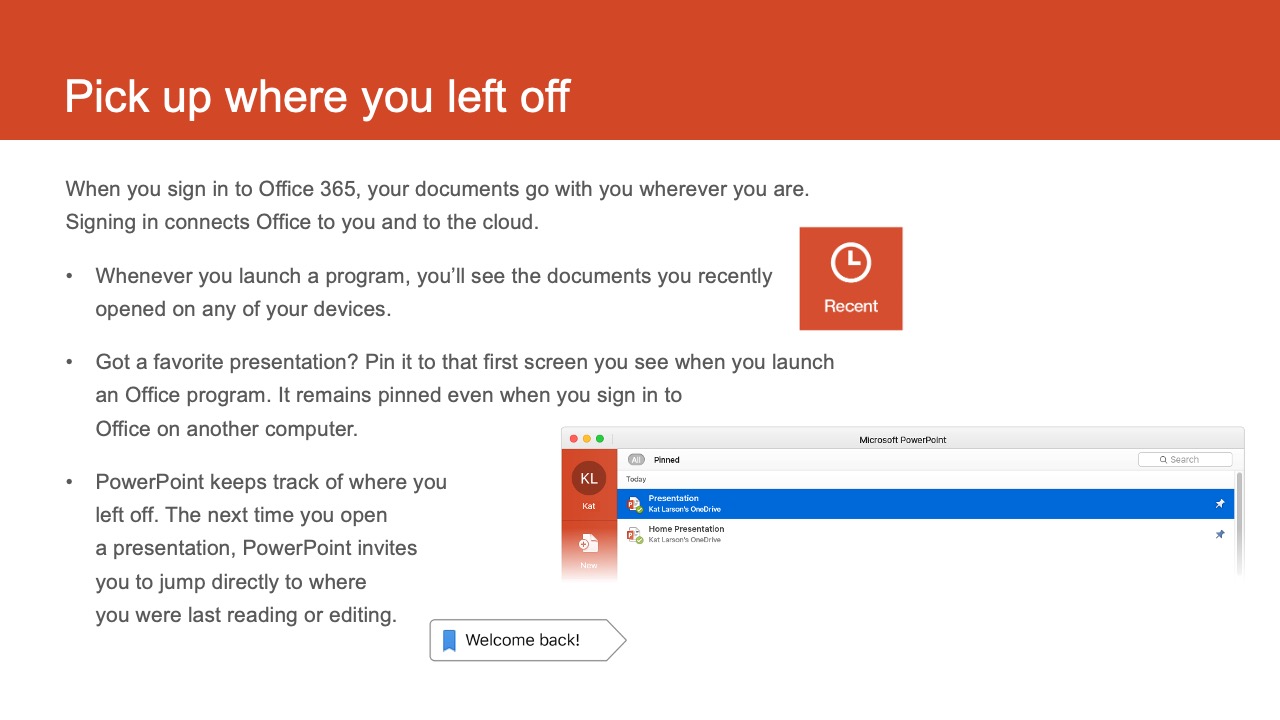 Pick up where you left off
When you sign in to Office 365, your documents go with you wherever you are.
Signing in connects Office to you and to the cloud.
• Whenever you launch a program, you’ll see the documents you recently
opened on any of your devices.
Recent
• Got a favorite presentation? Pin it to that first screen you see when you launch
an Office program. It remains pinned even when you sign in to
Office on another computer.
• PowerPoint keeps track of where you
left off. The next time you open
a presentation, PowerPoint invites
you to jump directly to where
you were last reading or editing.
Microsoft PowerPoint
KL
Kat
New
All Pinned Search
Today
Presentation
Kat Larson's OneDrive
Home Presentation
Kat Larson's OneDrive
Welcome back!